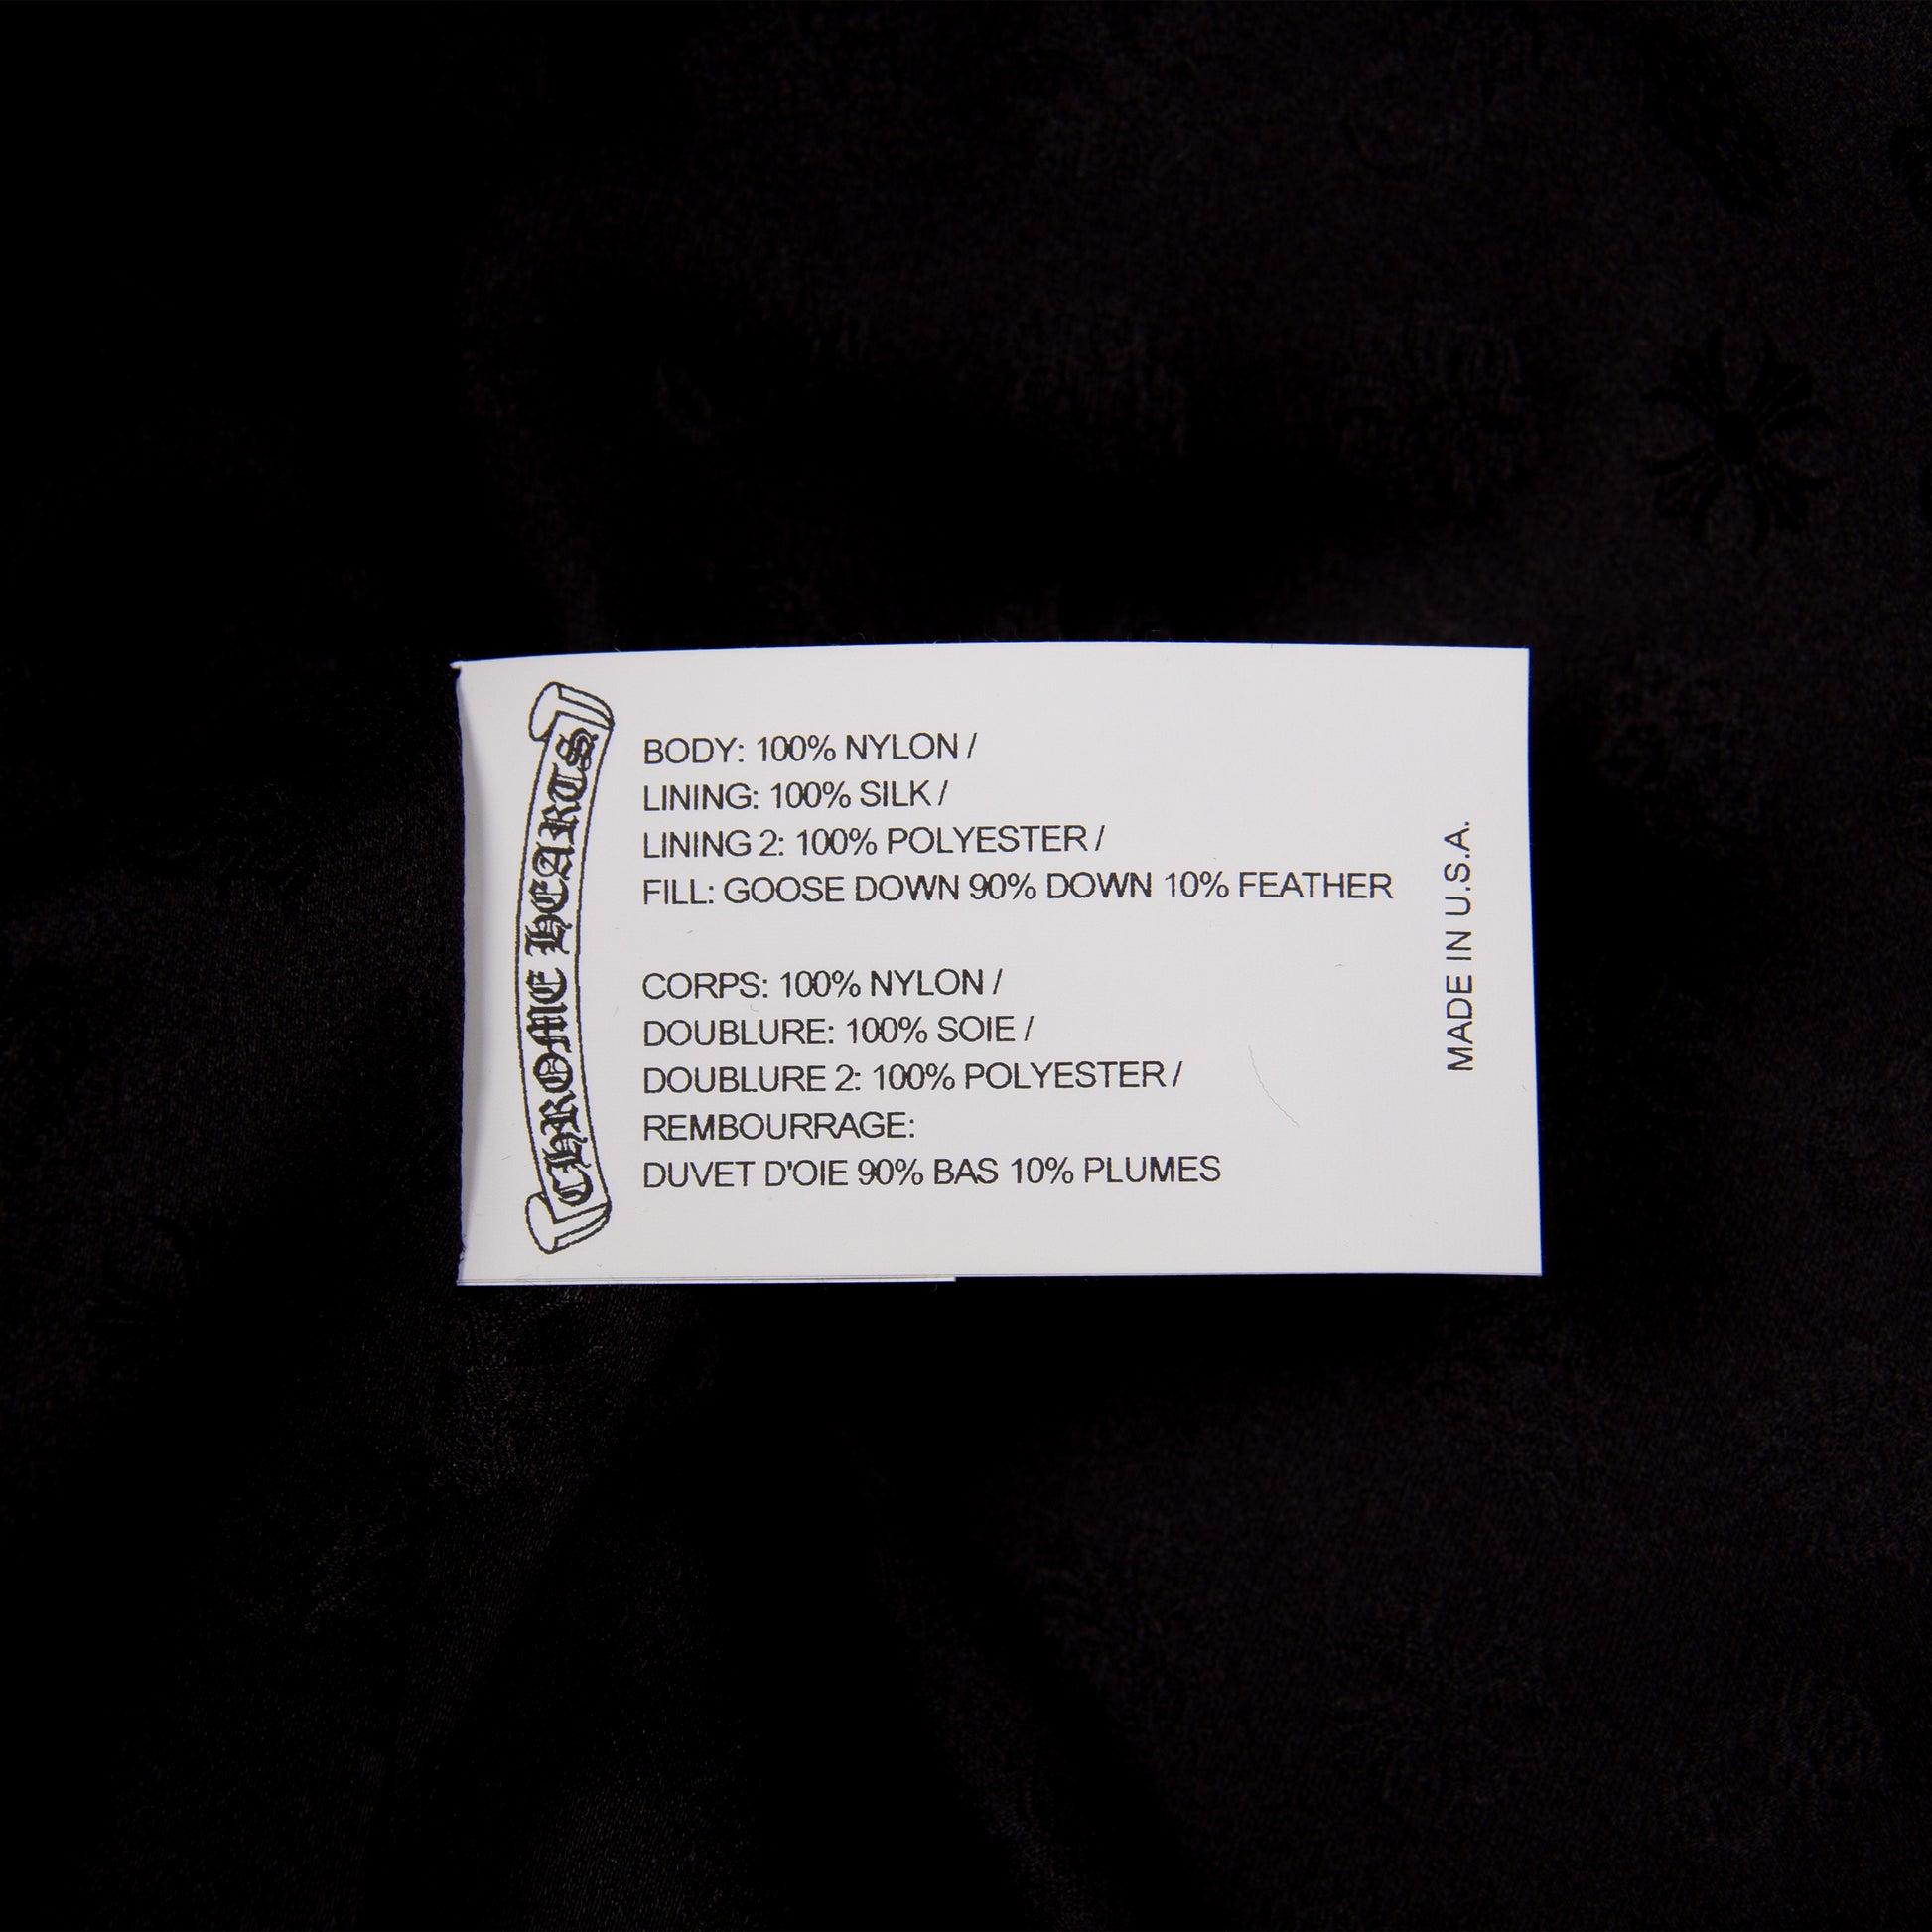 CHROME HEARTS
BODY: 100% NYLON /
LINING: 100% SILK /
LINING 2: 100% POLYESTER /
FILL: GOOSE DOWN 90% DOWN 10% FEATHER
CORPS: 100% NYLON /
DOUBLURE: 100% SOIE /
DOUBLURE 2: 100% POLYESTER /
REMBOURRAGE:
DUVET D'OIE 90% BAS 10% PLUMES
MADE IN U.S.A.